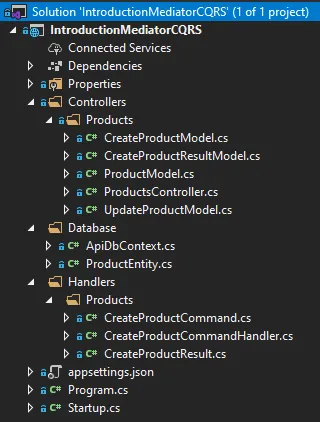 Solution 'IntroductionMediatorCQRS' (1 of 1 project)
IntroductionMediatorCQRS
Connected Services
Dependencies
Properties
Controllers
Products
C# CreateProductModel.cs
C# CreateProductResultModel.cs
C# ProductModel.cs
C# ProductsController.cs
C# UpdateProductModel.cs
Database
C# ApiDbContext.cs
C# ProductEntity.cs
Handlers
Products
C# CreateProductCommand.cs
C# CreateProductCommandHandler.cs
C# CreateProductResult.cs
appsettings.json
C# Program.cs
C# Startup.cs